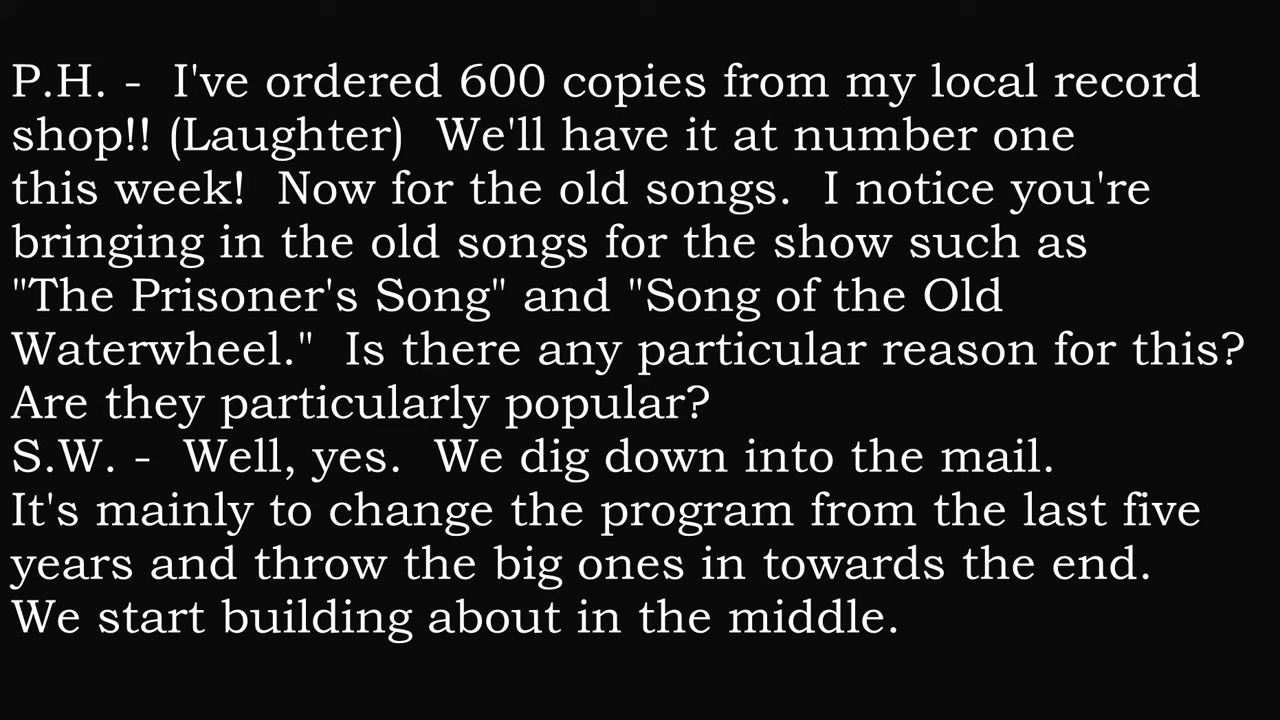 P.H. -  I've ordered 600 copies from my local record
shop!! (Laughter)  We'll have it at number one
this week!  Now for the old songs.  I notice you're
bringing in the old songs for the show such as
"The Prisoner's Song" and "Song of the Old
Waterwheel."  Is there any particular reason for this?
Are they particularly popular?
S.W. -  Well, yes.  We dig down into the mail.
It's mainly to change the program from the last five
years and throw the big ones in towards the end.
We start building about in the middle.